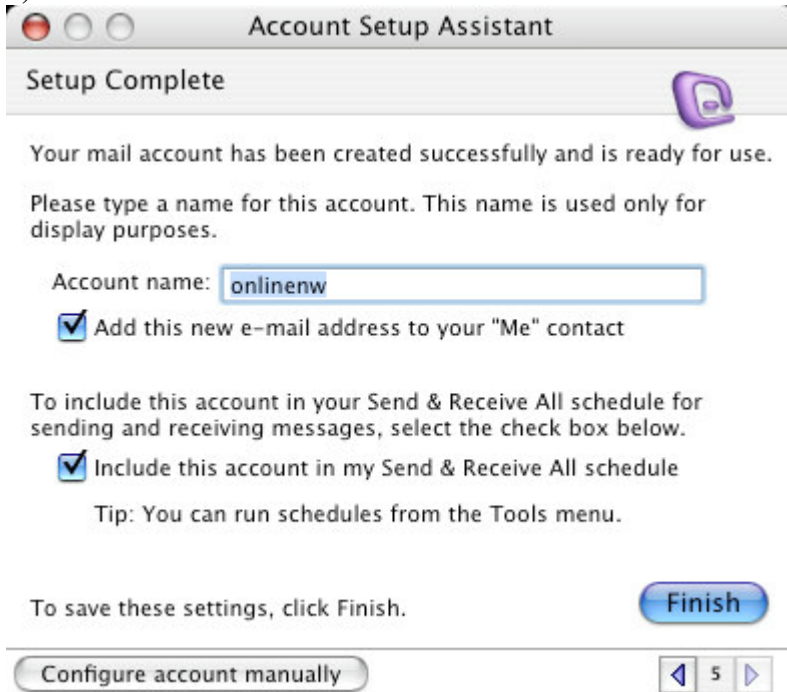 Account Setup Assistant
Setup Complete
Your mail account has been created successfully and is ready for use.
Please type a name for this account. This name is used only for
display purposes.
Account name: onlinenw
Add this new e-mail address to your "Me" contact
To include this account in your Send & Receive All schedule for
sending and receiving messages, select the check box below.
Include this account in my Send & Receive All schedule
Tip: You can run schedules from the Tools menu.
To save these settings, click Finish.
Finish
Configure account manually
5